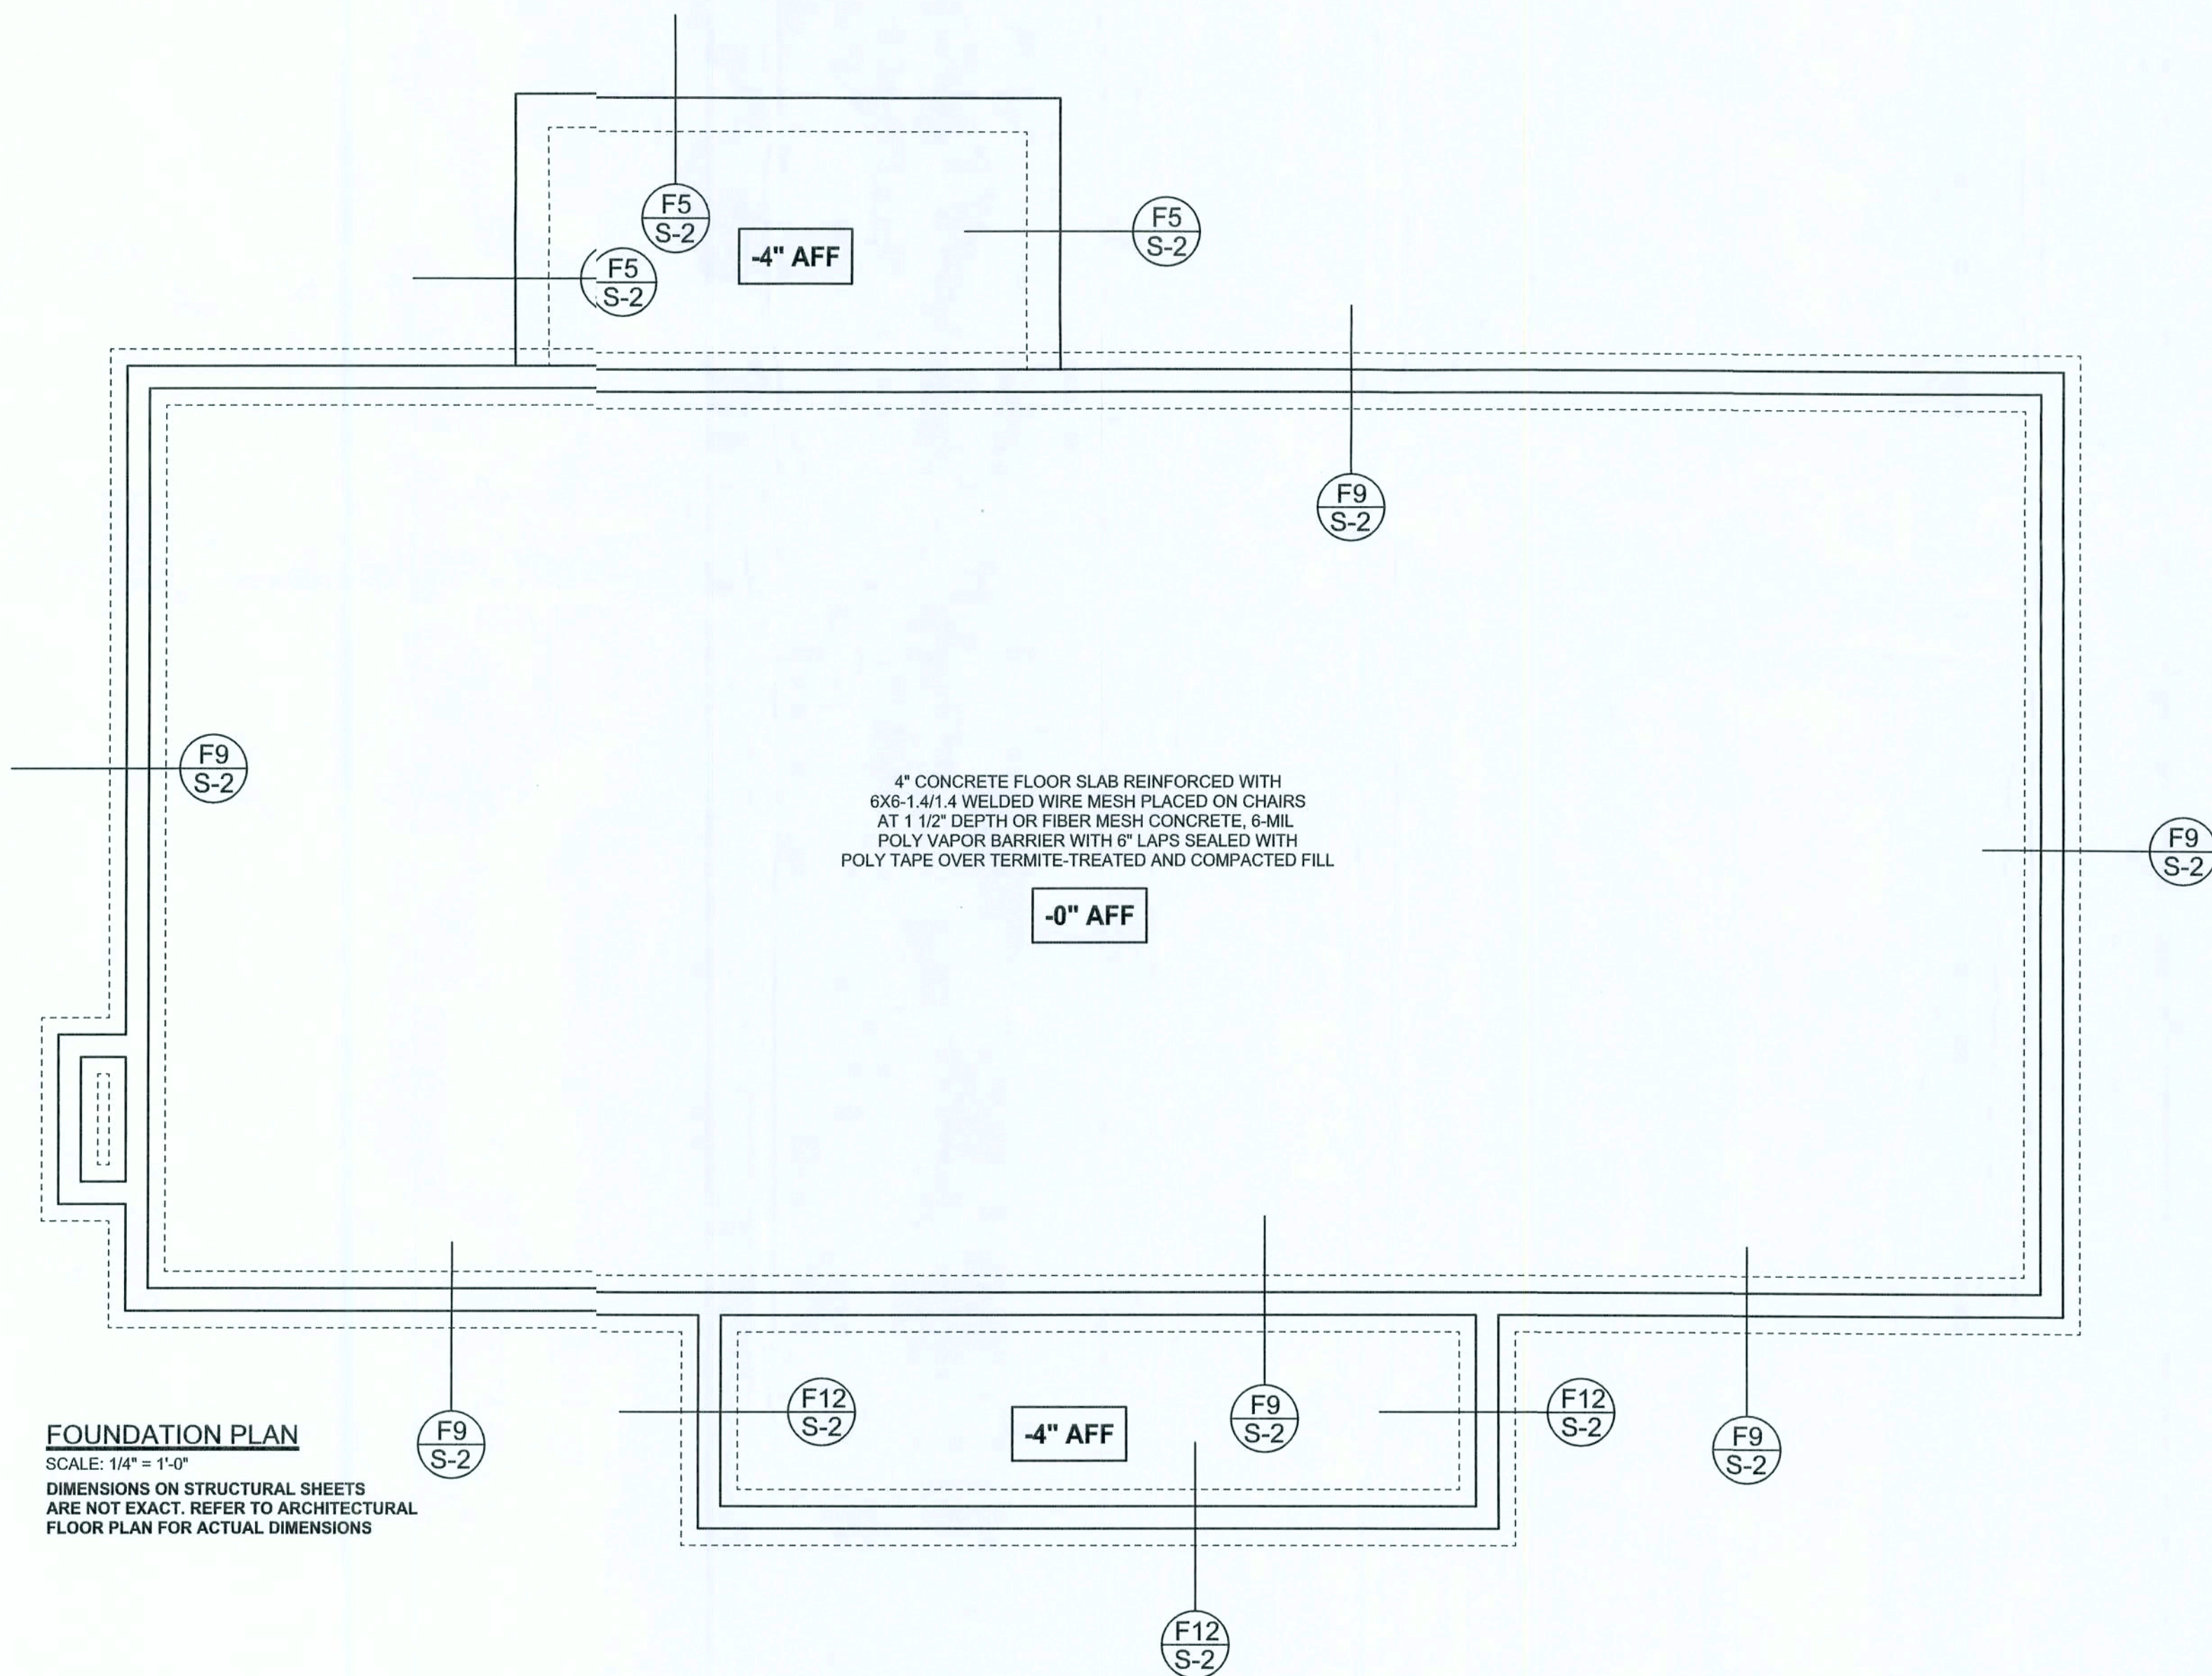 F5
S-2
F5
S-2
-4" AFF
F5
S-2
F9
S-2
F9
S-2
4" CONCRETE FLOOR SLAB REINFORCED WITH
6X6-1.4/1.4 WELDED WIRE MESH PLACED ON CHAIRS
AT 1 1/2" DEPTH OR FIBER MESH CONCRETE, 6-MIL
POLY VAPOR BARRIER WITH 6" LAPS SEALED WITH
POLY TAPE OVER TERMITE-TREATED AND COMPACTED FILL
-0" AFF
F9
S-2
F9
S-2
F12
S-2
-4" AFF
F9
S-2
F12
S-2
F9
S-2
F12
S-2
FOUNDATION PLAN
SCALE: 1/4" = 1'-0"
DIMENSIONS ON STRUCTURAL SHEETS
ARE NOT EXACT. REFER TO ARCHITECTURAL
FLOOR PLAN FOR ACTUAL DIMENSIONS